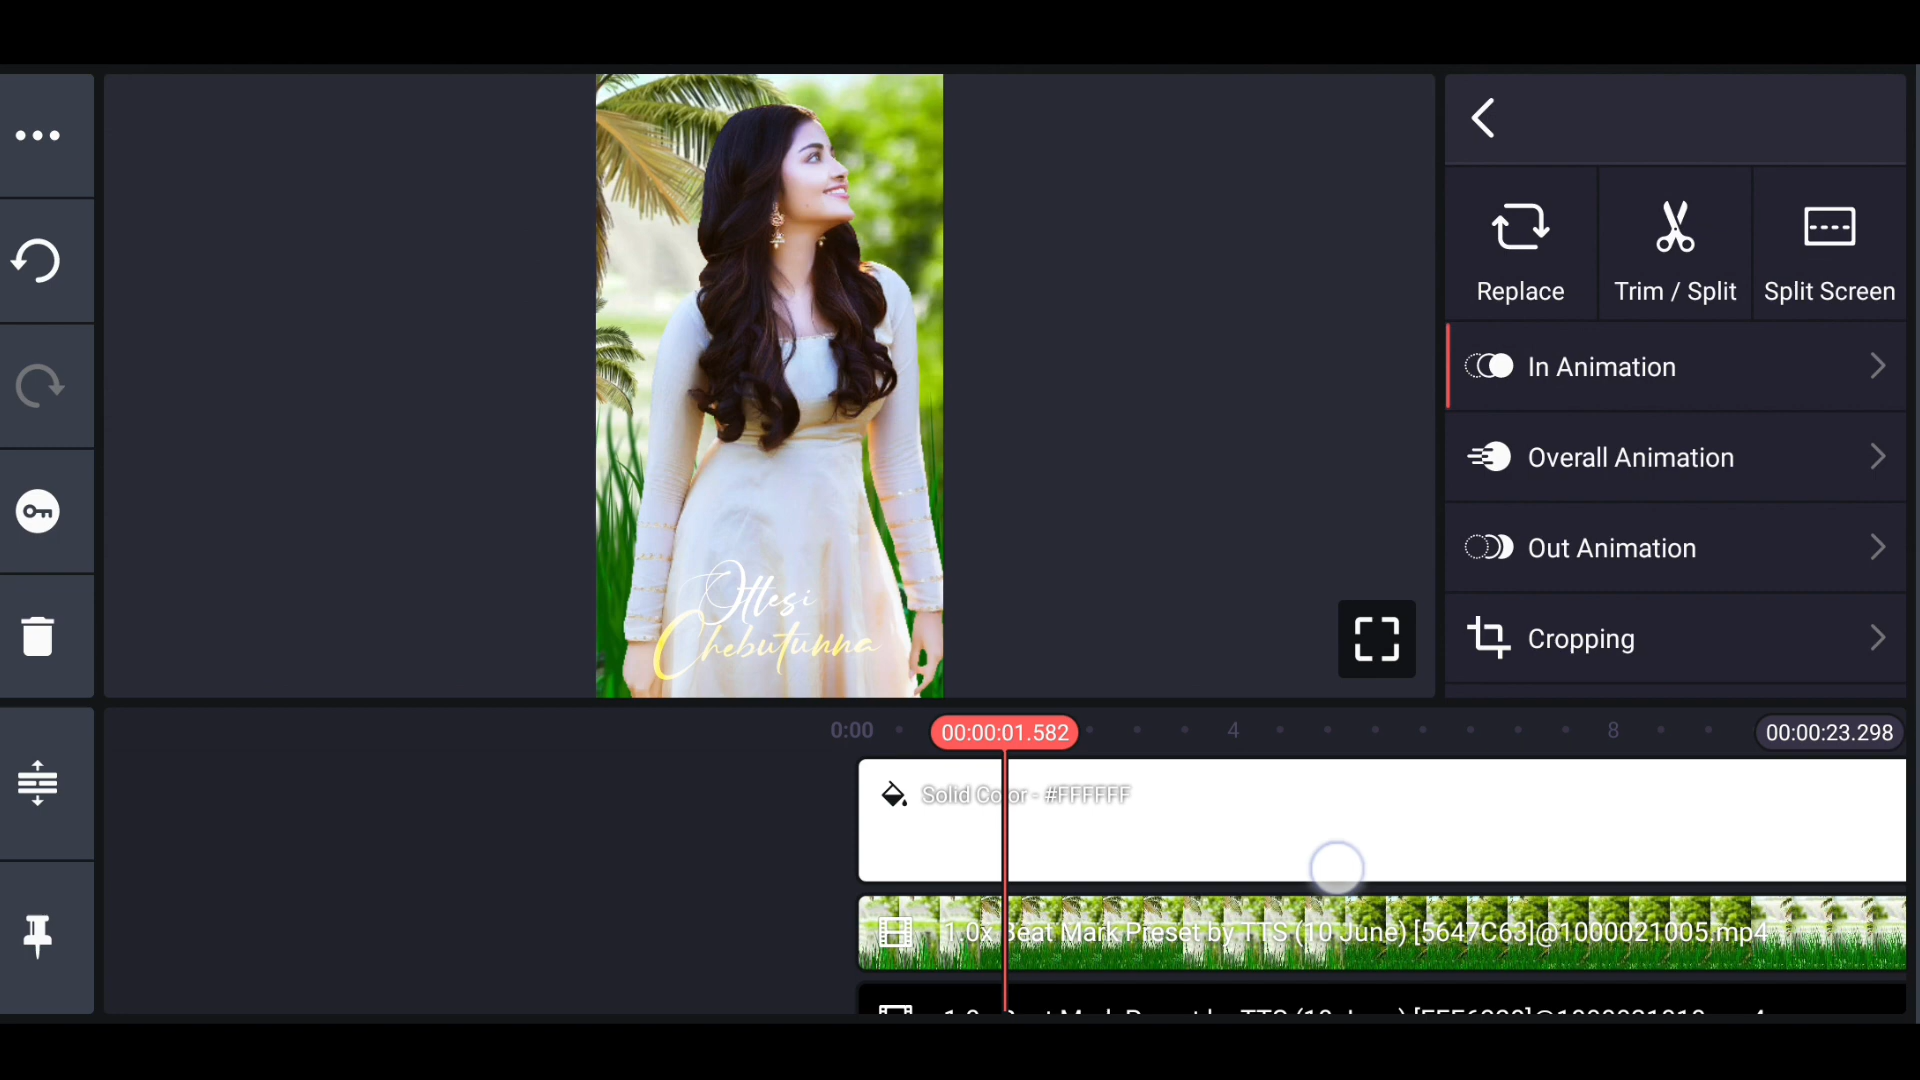 Replace
Trim / Split
Split Screen
In Animation
Overall Animation
Out Animation
Cropping
Ottesi
Chebutunna
0:00
00:00:01.582
4
8
00:00:23.298
Solid Color - #FFFFFF
1.0x Beat Mark Preset by TTS (10 June) [5647C63]@1000021005.mp4